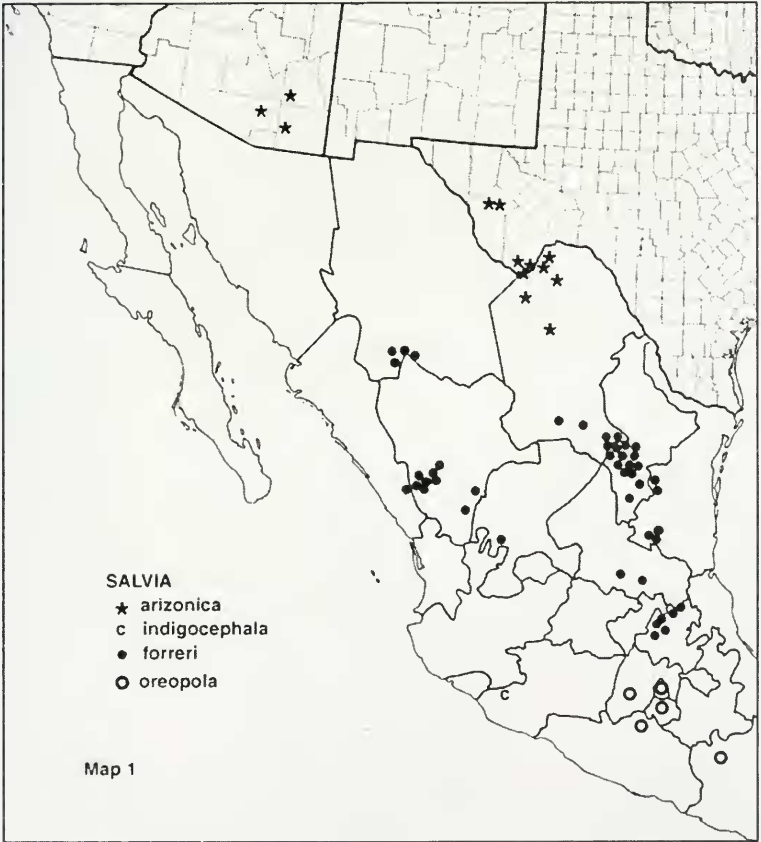 SALVIA
★ arizonica
c indigocephala
● forreri
○ oreopola
c
Map 1